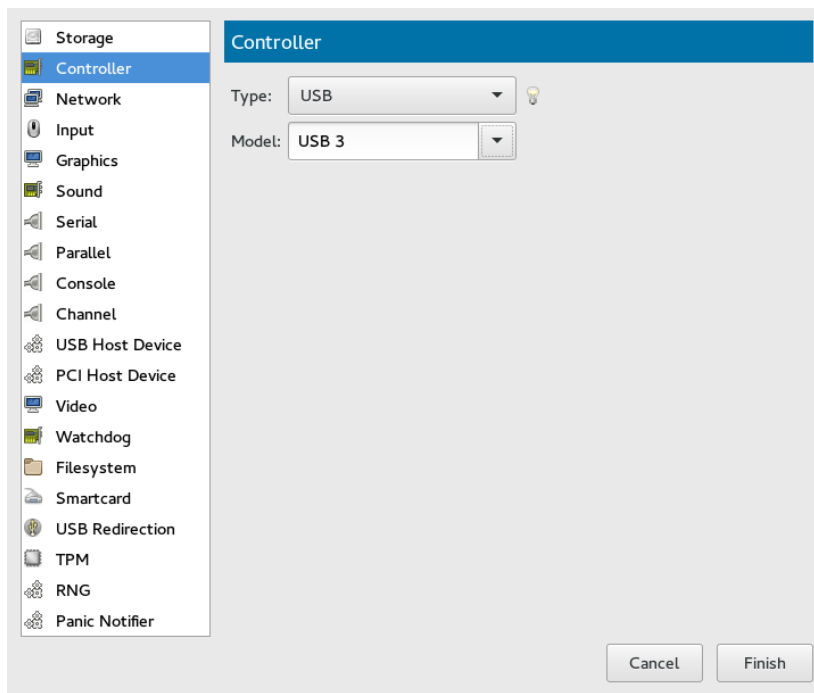 Storage
Controller
Network
Input
Graphics
Sound
Serial
Parallel
Console
Channel
USB Host Device
PCI Host Device
Video
Watchdog
Filesystem
Smartcard
USB Redirection
TPM
RNG
Panic Notifier
Controller
Type: USB
Model: USB 3
Cancel Finish